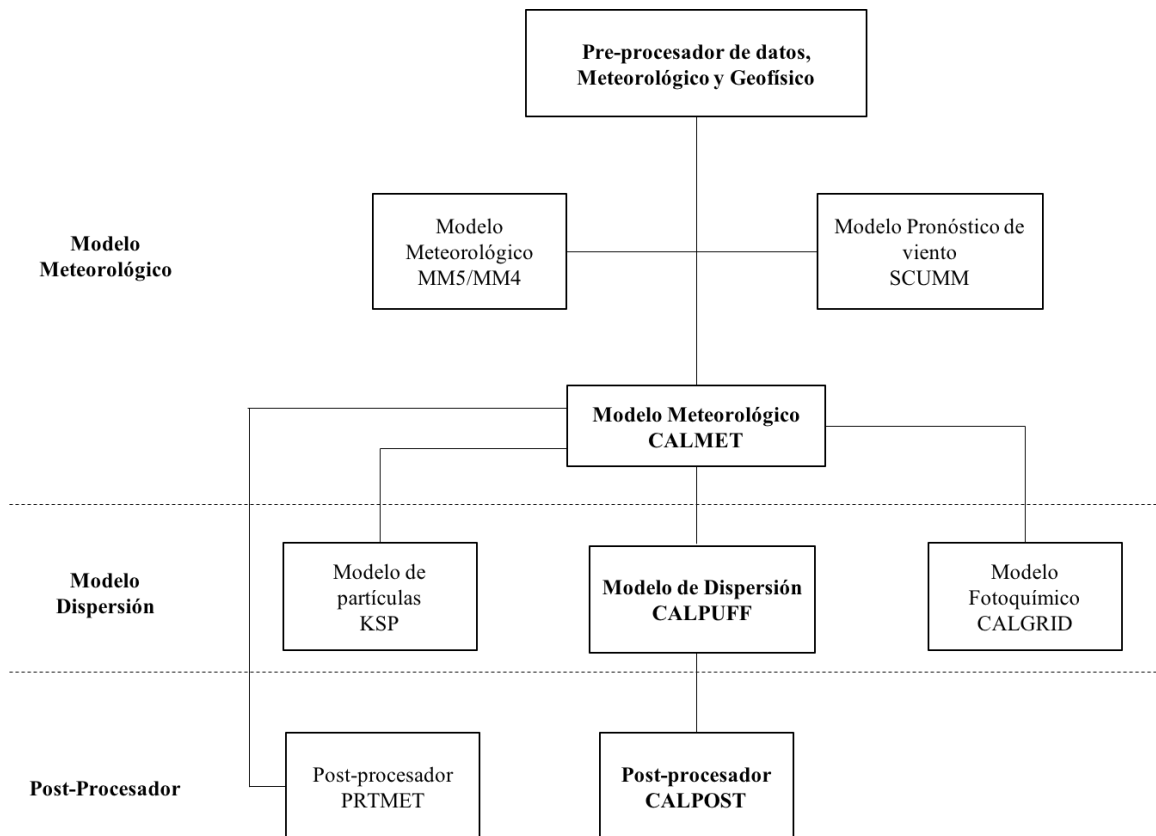 Pre-procesador de datos,
Meteorológico y Geofísico
Modelo
Meteorológico
Modelo
Meteorológico
MM5/MM4
Modelo Pronóstico de
viento
SCUMM
Modelo Meteorológico
CALMET
Modelo
Dispersión
Modelo de
partículas
KSP
Modelo de Dispersión
CALPUFF
Modelo
Fotoquímico
CALGRID
Post-Procesador
Post-procesador
PRTMET
Post-procesador
CALPOST